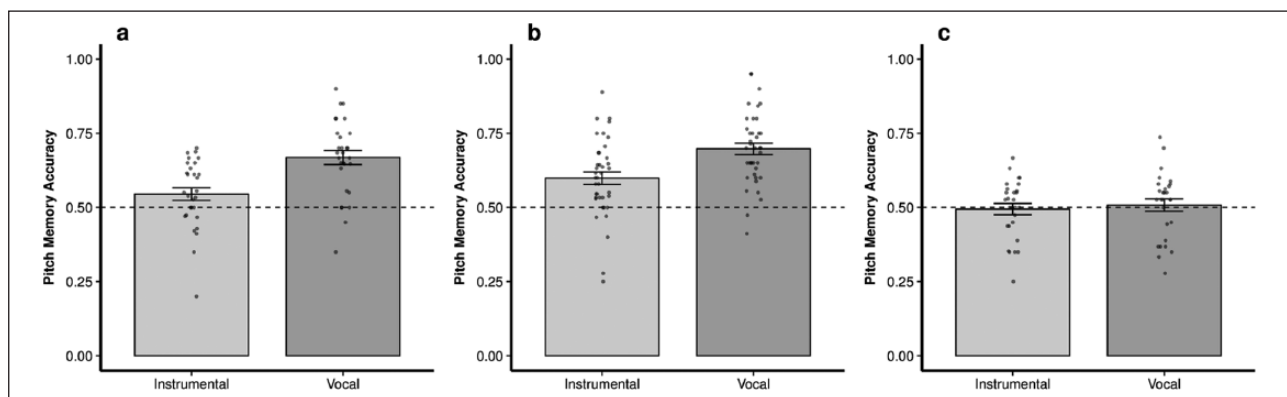 a
Pitch Memory Accuracy
1.00
0.75
0.50
0.25
0.00
Instrumental
Vocal
b
Pitch Memory Accuracy
1.00
0.75
0.50
0.25
0.00
Instrumental
Vocal
c
Pitch Memory Accuracy
1.00
0.75
0.50
0.25
0.00
Instrumental
Vocal